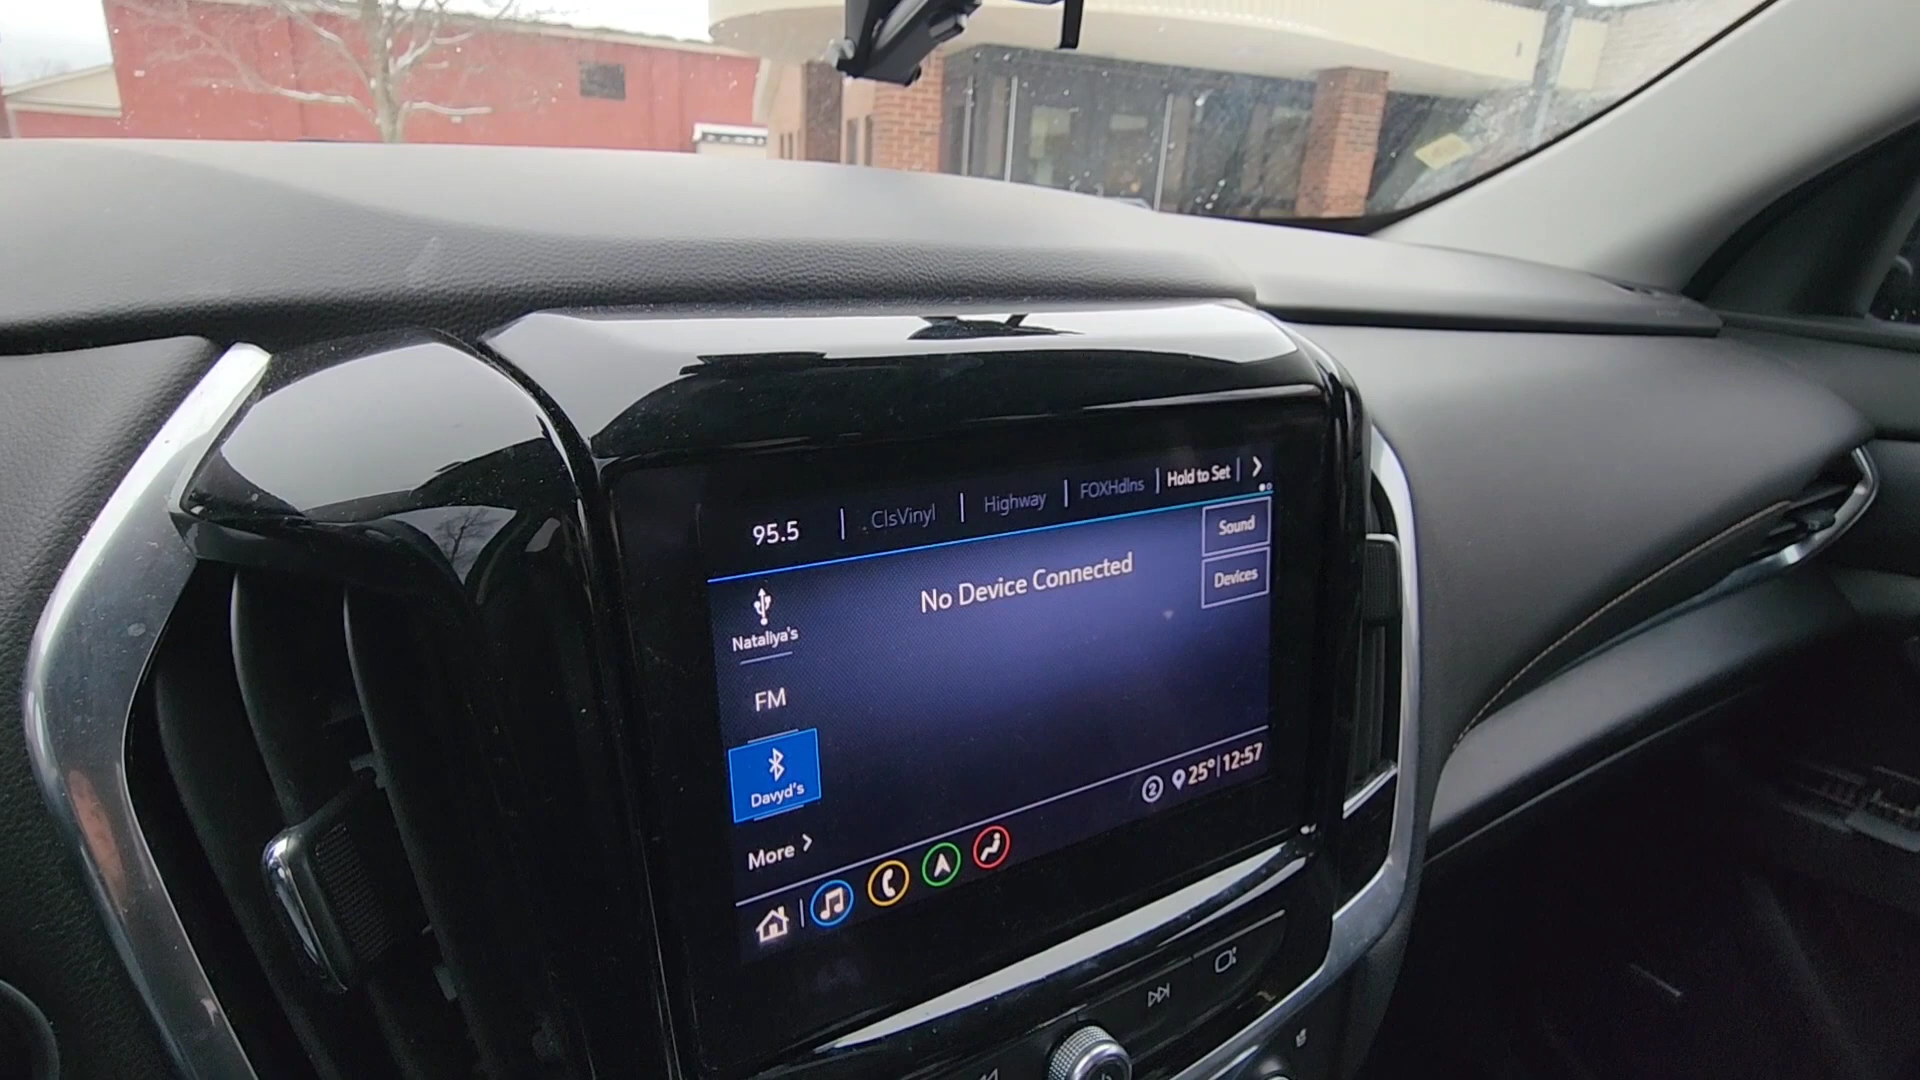 95.5 | ClsVinyl | Highway | FOXHdlns | Hold to Set |
Sound
No Device Connected
Devices
Nataliya's
FM
Davyd's
More
2 25° | 12:57